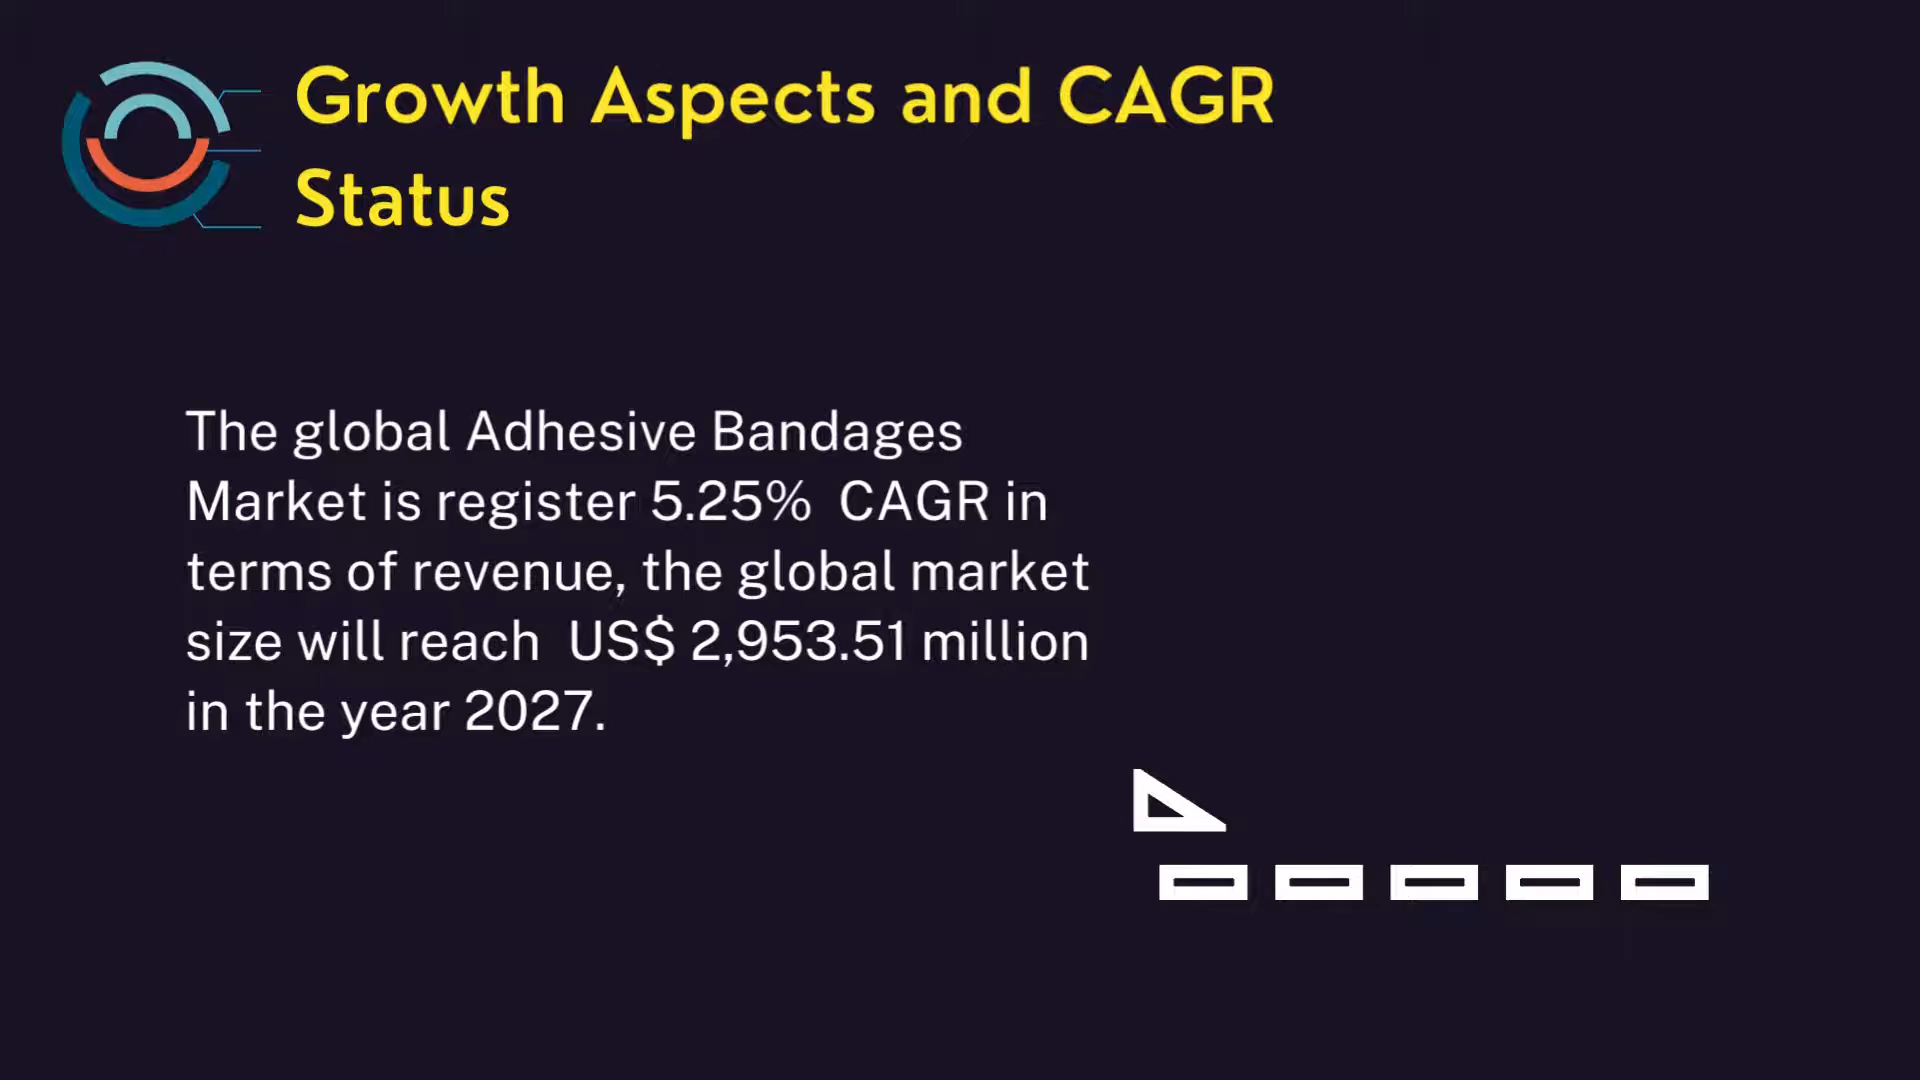 Growth Aspects and CAGR
Status
The global Adhesive Bandages
Market is register 5.25%  CAGR in
terms of revenue, the global market
size will reach  US$ 2,953.51 million
in the year 2027.